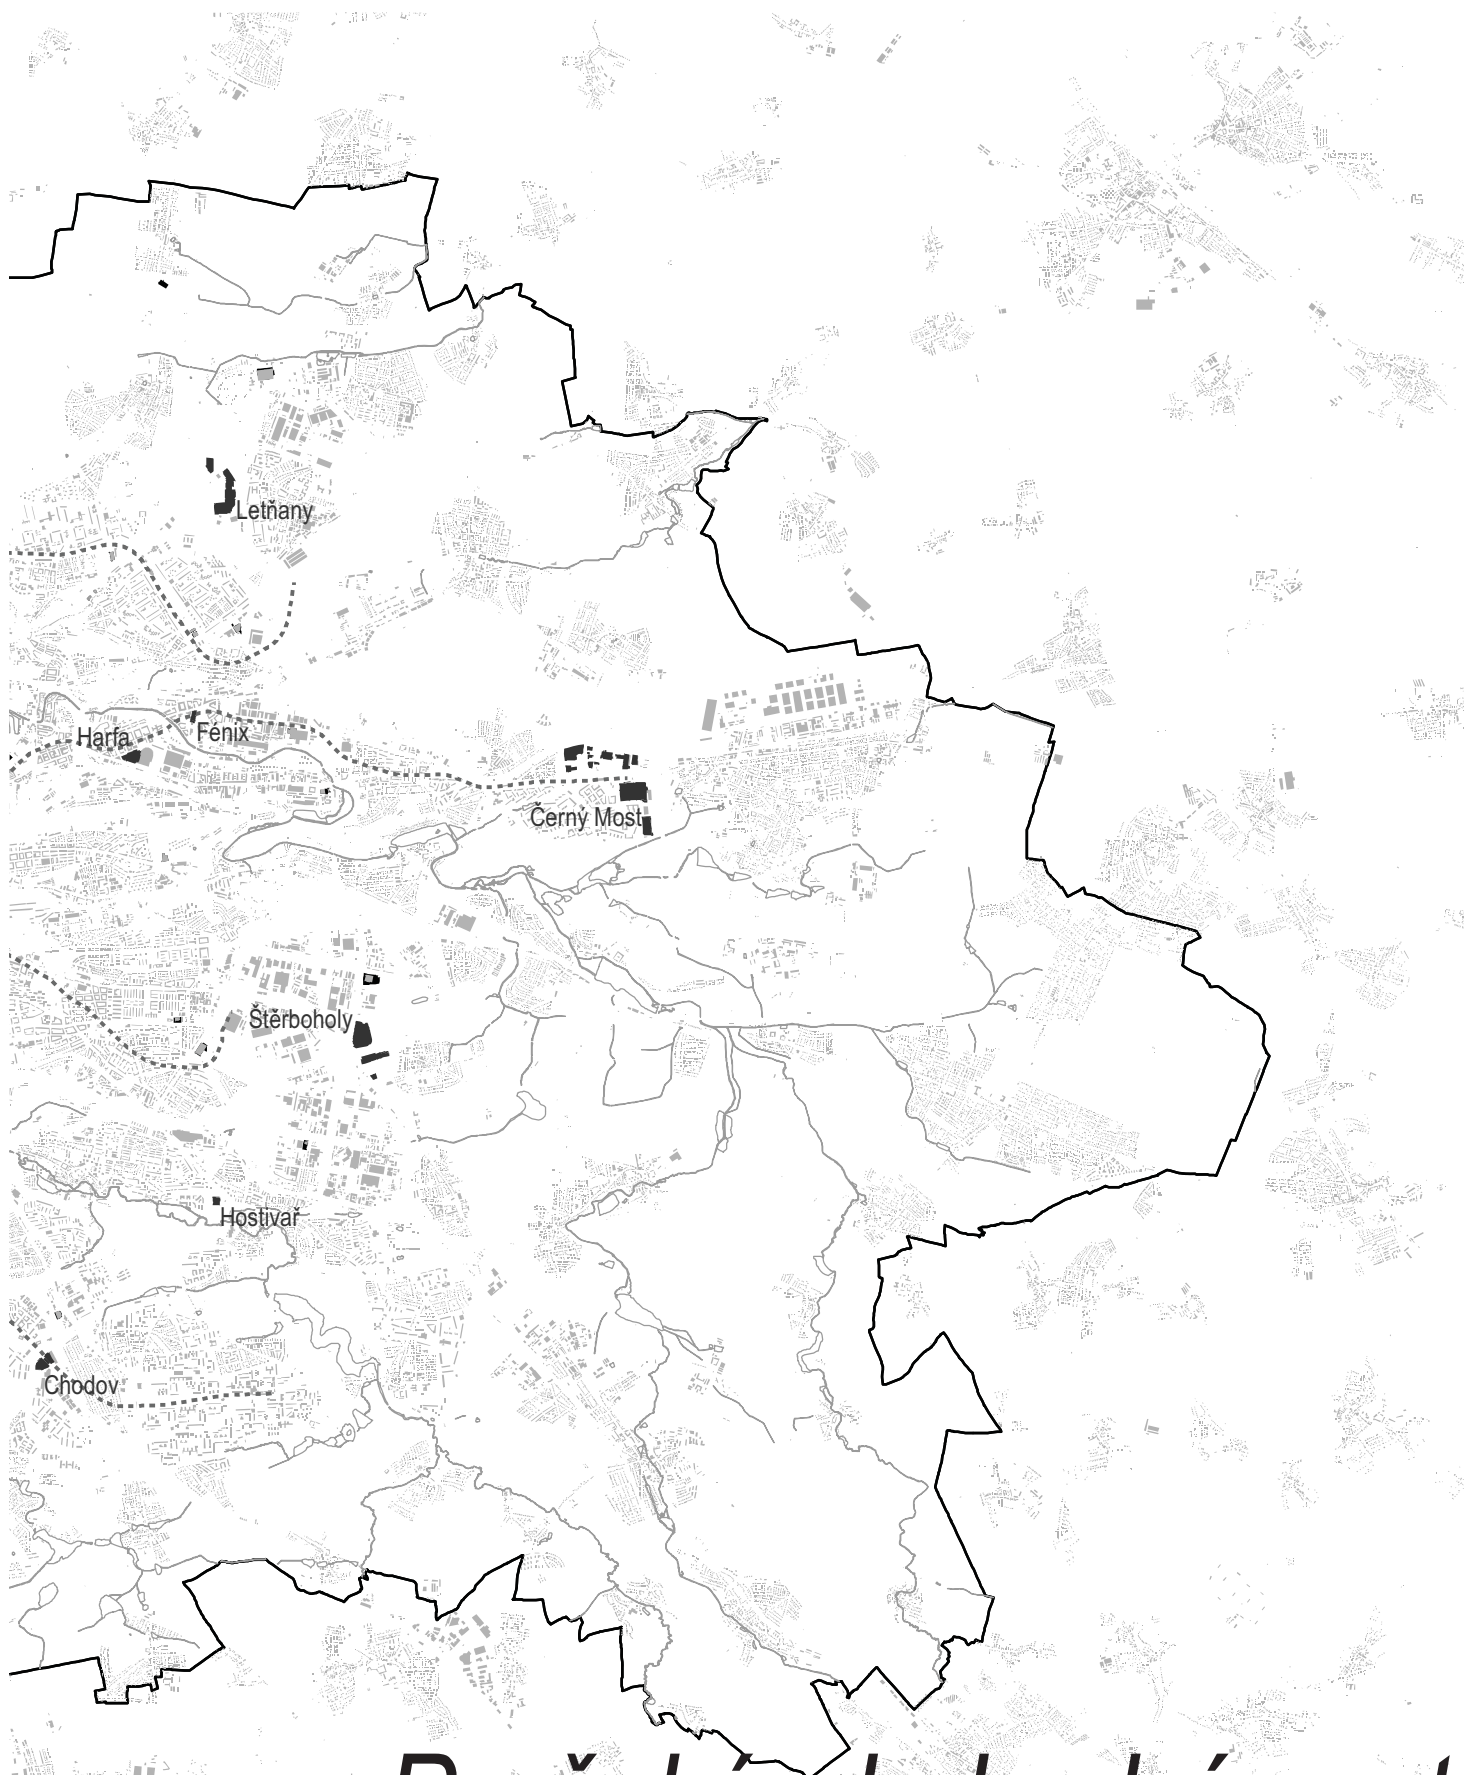 Letňany
Harfa
Fénix
Černý Most
Štěrboholy
Hostivař
Chodov